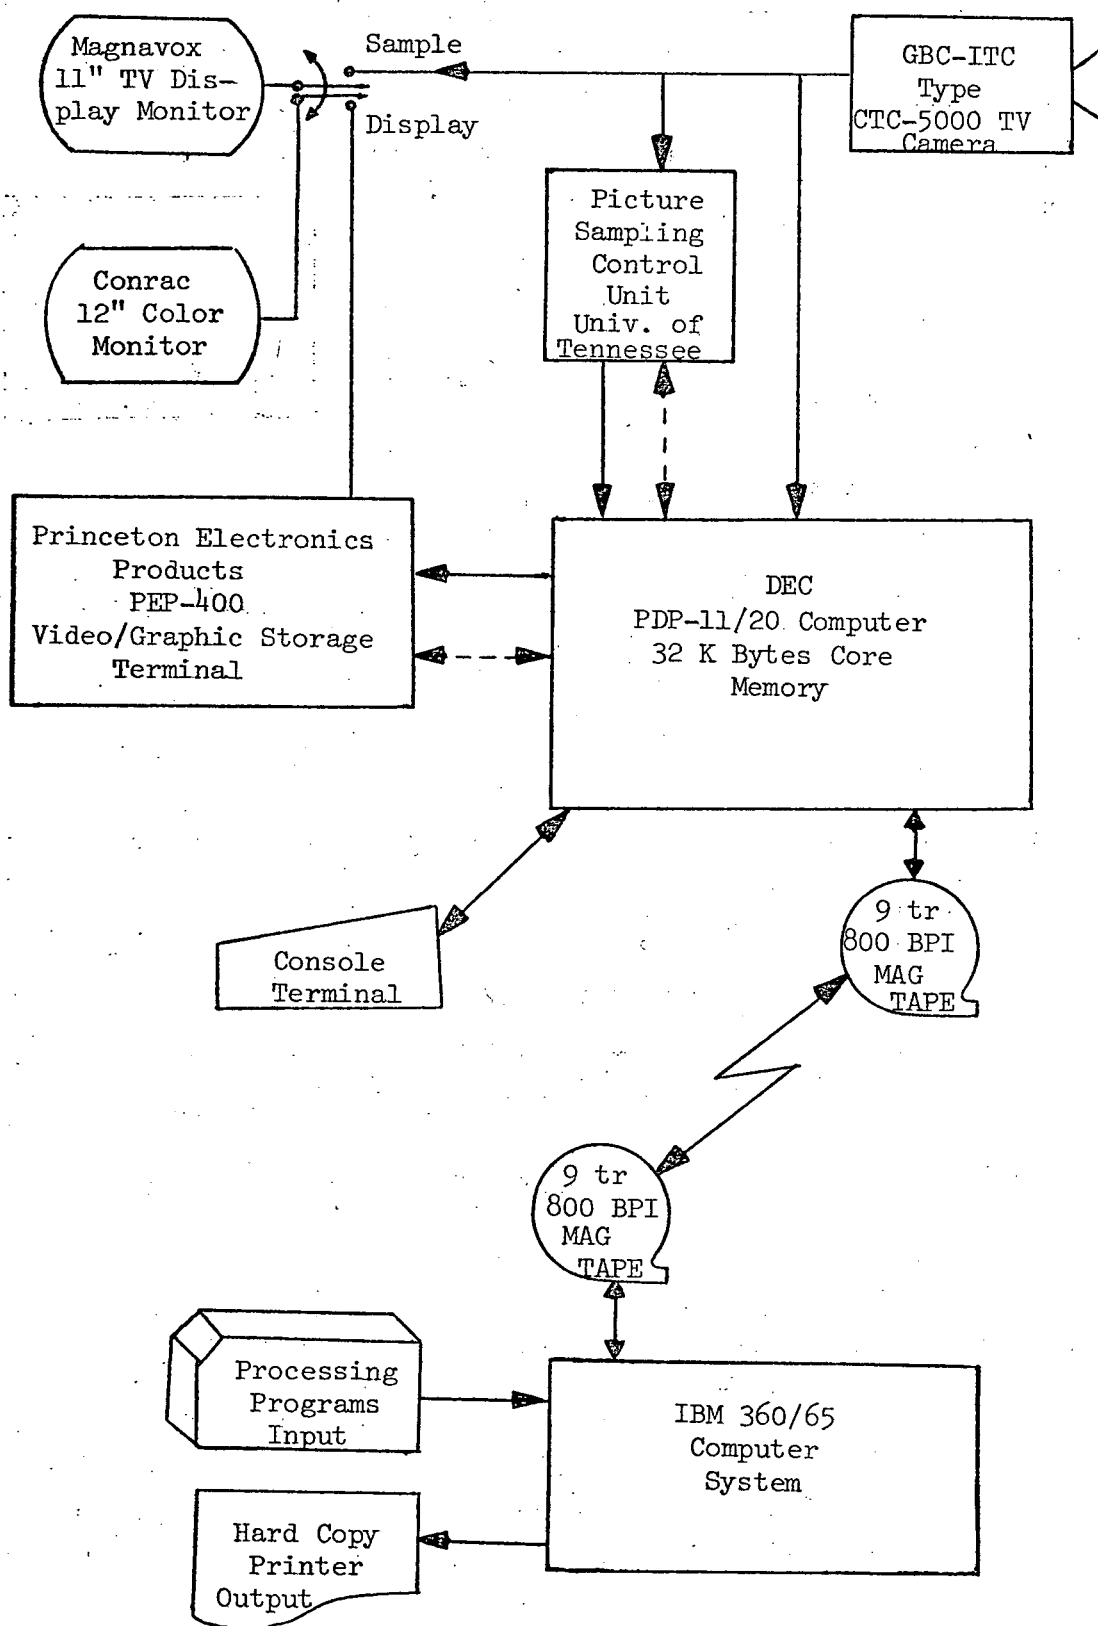 Magnavox
11" TV Dis-
play Monitor
Sample
Display
GBC-ITC
Type
CTC-5000 TV
Camera
Picture
Sampling
Control
Unit
Univ. of
Tennessee
Conrac
12" Color
Monitor
Princeton Electronics
Products
PEP-400
Video/Graphic Storage
Terminal
DEC
PDP-11/20 Computer
32 K Bytes Core
Memory
Console
Terminal
9 tr
800 BPI
MAG
TAPE
9 tr
800 BPI
MAG
TAPE
Processing
Programs
Input
IBM 360/65
Computer
System
Hard Copy
Printer
Output